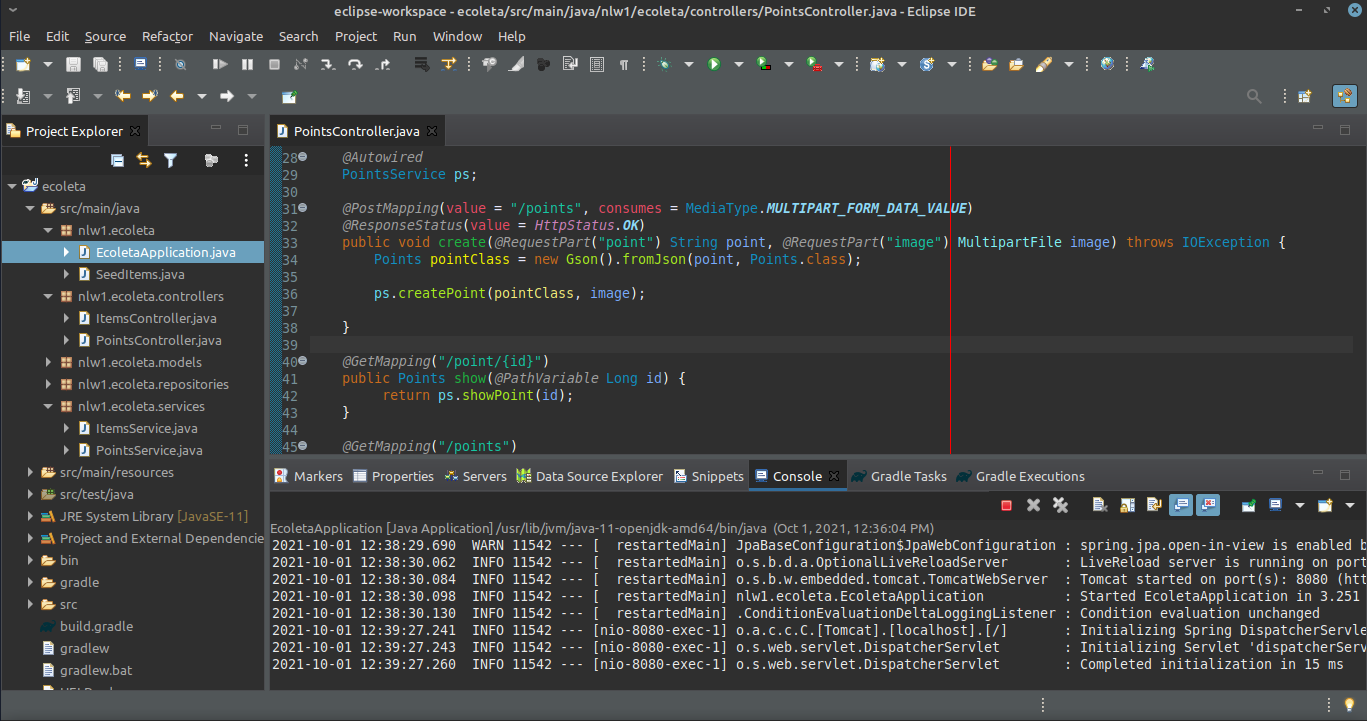 eclipse-workspace - ecoleta/src/main/java/nlw1/ecoleta/controllers/PointsController.java - Eclipse IDE
File Edit Source Refactor Navigate Search Project Run Window Help
Project Explorer
ecoleta
src/main/java
nlw1.ecoleta
EcoletaApplication.java
SeedItems.java
nlw1.ecoleta.controllers
ItemsController.java
PointsController.java
nlw1.ecoleta.models
nlw1.ecoleta.repositories
nlw1.ecoleta.services
ItemsService.java
PointsService.java
src/main/resources
src/test/java
JRE System Library [JavaSE-11]
Project and External Dependencie
bin
gradle
src
build.gradle
gradlew
gradlew.bat
PointsController.java
28 @Autowired
29 PointsService ps;
30
31 @PostMapping(value = "/points", consumes = MediaType.MULTIPART_FORM_DATA_VALUE)
32 @ResponseStatus(value = HttpStatus.OK)
33 public void create(@RequestPart("point") String point, @RequestPart("image") MultipartFile image) throws IOException {
34 Points pointClass = new Gson().fromJson(point, Points.class);
35
36 ps.createPoint(pointClass, image);
37
38 }
39
40 @GetMapping("/point/{id}")
41 public Points show(@PathVariable Long id) {
42 return ps.showPoint(id);
43 }
44
45 @GetMapping("/points")
Markers Properties Servers Data Source Explorer Snippets Console Gradle Tasks Gradle Executions
EcoletaApplication [Java Application] /usr/lib/jvm/java-11-openjdk-amd64/bin/java (Oct 1, 2021, 12:36:04 PM)
2021-10-01 12:38:29.690 WARN 11542 --- [ restartedMain] JpaBaseConfiguration$JpaWebConfiguration : spring.jpa.open-in-view is enabled b
2021-10-01 12:38:30.062 INFO 11542 --- [ restartedMain] o.s.b.d.a.OptionalLiveReloadServer : LiveReload server is running on port
2021-10-01 12:38:30.084 INFO 11542 --- [ restartedMain] o.s.b.w.embedded.tomcat.TomcatWebServer : Tomcat started on port(s): 8080 (htt
2021-10-01 12:38:30.098 INFO 11542 --- [ restartedMain] nlw1.ecoleta.EcoletaApplication : Started EcoletaApplication in 3.251
2021-10-01 12:38:30.130 INFO 11542 --- [ restartedMain] .ConditionEvaluationDeltaLoggingListener : Condition evaluation unchanged
2021-10-01 12:39:27.241 INFO 11542 --- [nio-8080-exec-1] o.a.c.c.C.[Tomcat].[localhost].[/] : Initializing Spring DispatcherServle
2021-10-01 12:39:27.243 INFO 11542 --- [nio-8080-exec-1] o.s.web.servlet.DispatcherServlet : Initializing Servlet 'dispatcherServ
2021-10-01 12:39:27.260 INFO 11542 --- [nio-8080-exec-1] o.s.web.servlet.DispatcherServlet : Completed initialization in 15 ms